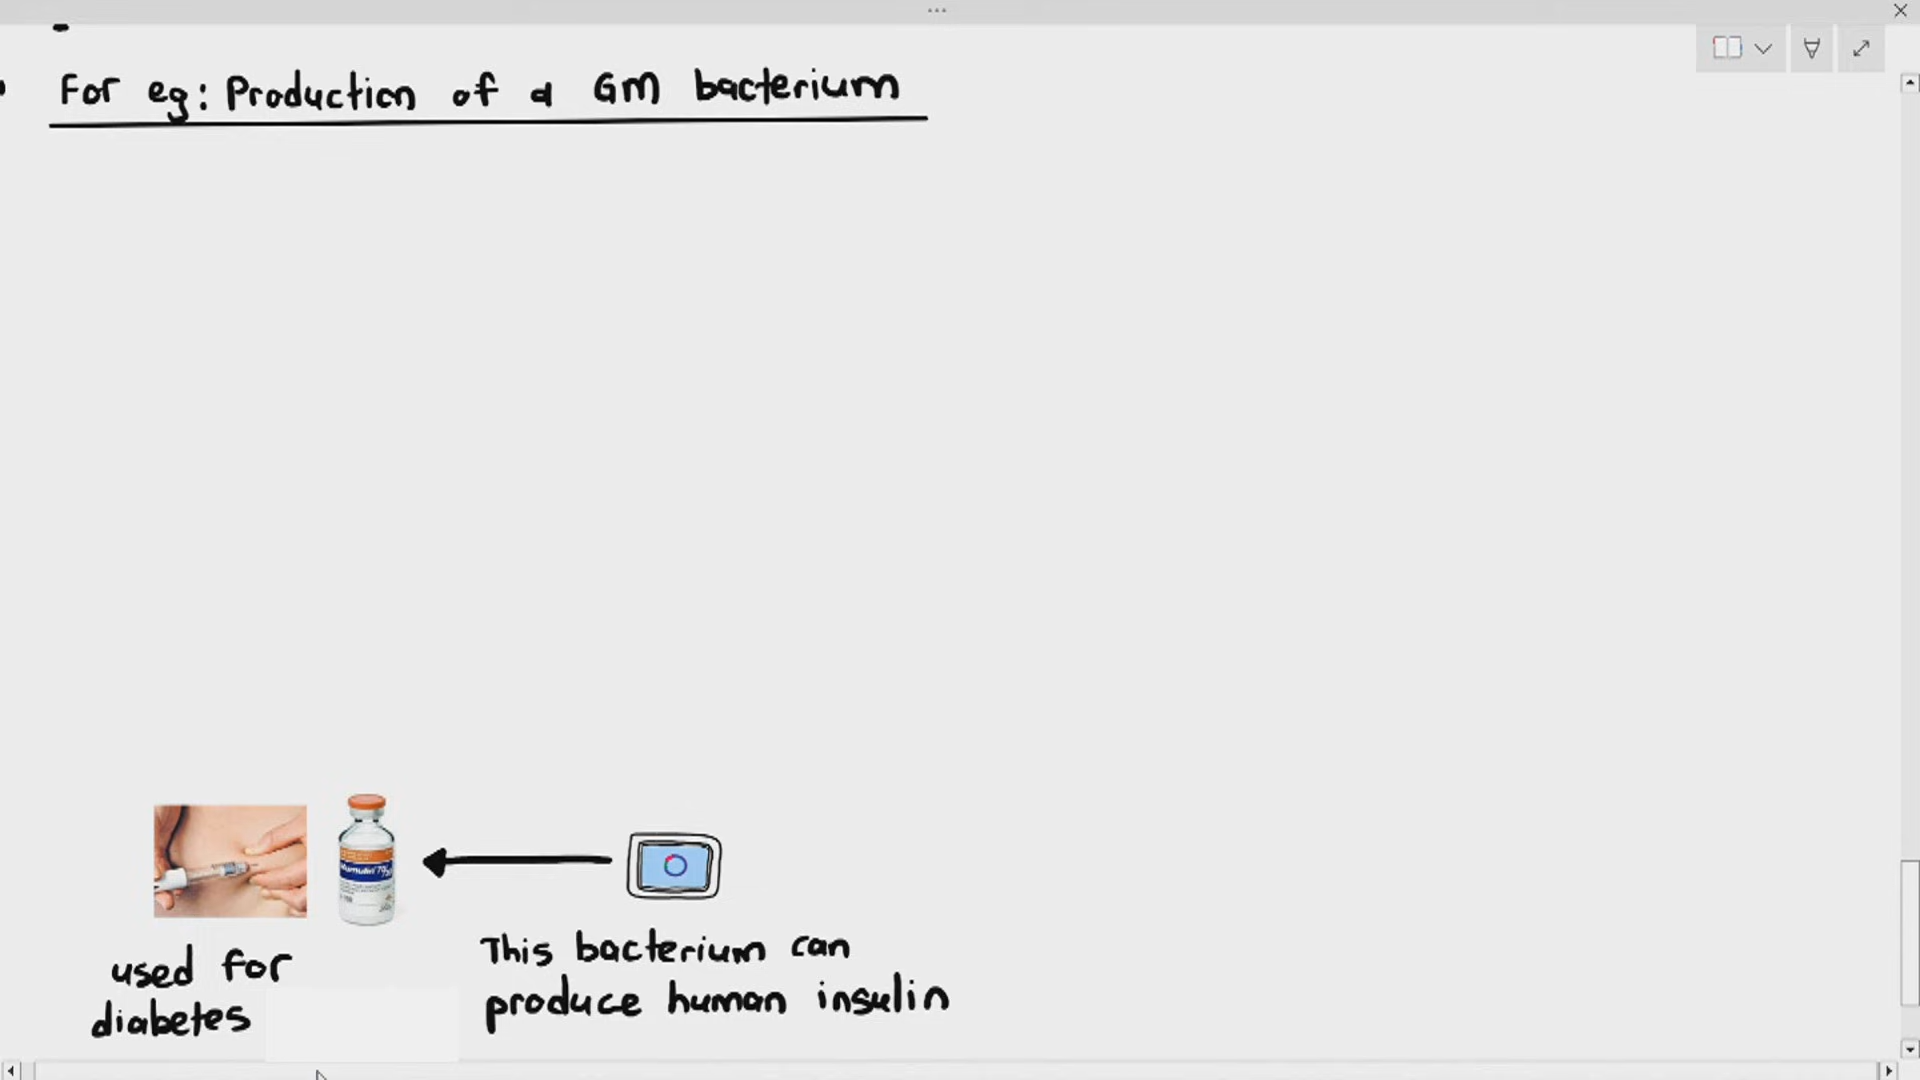 For eg: Production of a GM bacterium
used for
diabetes
This bacterium can
produce human insulin